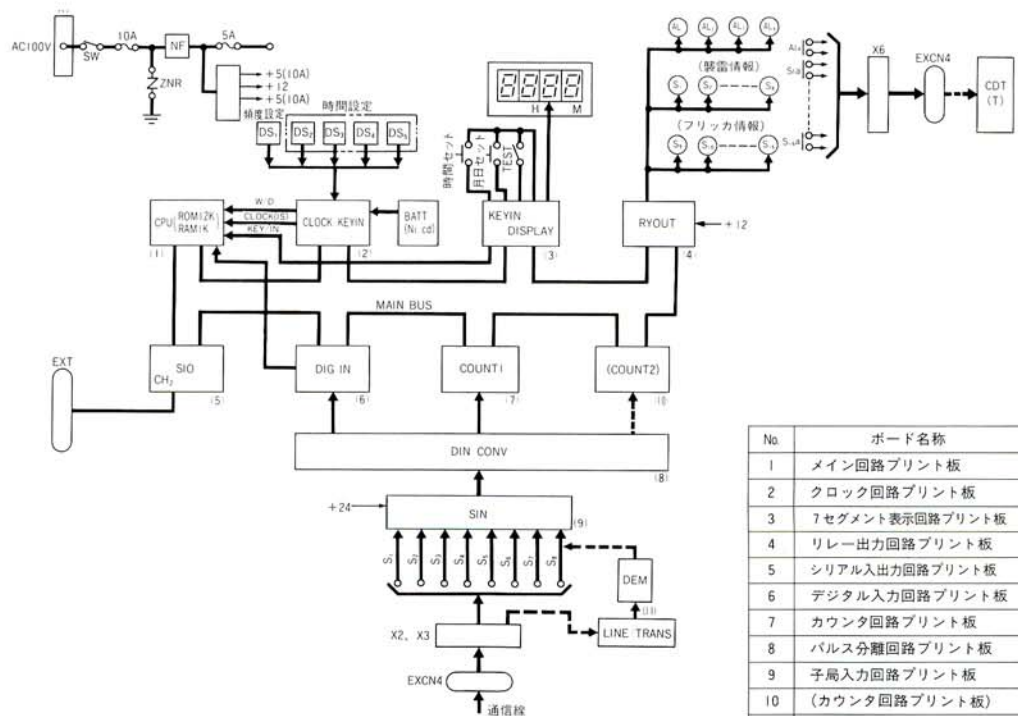 AC100V
SW
10A
NF
5A
ZNR
+5(10A)
+12
+5(10A)
頻度設定
時間設定
DS₁
DS₂
DS₃
DS₄
DS₅
時間セット
月日セット
TEST
H
M
(襲雷情報)
(フリッカ情報)
X6
EXCN4
CDT
(T)
W/D
CLOCK(IS)
KEY/IN
CPU(ROM12K
RAM1K)
(1)
CLOCK KEYIN
(2)
BATT
(Ni.cd)
KEYIN
DISPLAY
(3)
RYOUT
(4)
+12
MAIN BUS
EXT
SIO
CH₂
(5)
DIG IN
(6)
COUNT1
(7)
(COUNT2)
(10)
DIN CONV
(8)
+24
SIN
(9)
S₁
S₂
S₃
S₄
S₅
S₆
S₇
S₈
DEM
(11)
X2、X3
LINE TRANS
EXCN4
通信線
No. ボード名称
1 メイン回路プリント板
2 クロック回路プリント板
3 7セグメント表示回路プリント板
4 リレー出力回路プリント板
5 シリアル入出力回路プリント板
6 デジタル入力回路プリント板
7 カウンタ回路プリント板
8 パルス分離回路プリント板
9 子局入力回路プリント板
10 (カウンタ回路プリント板)